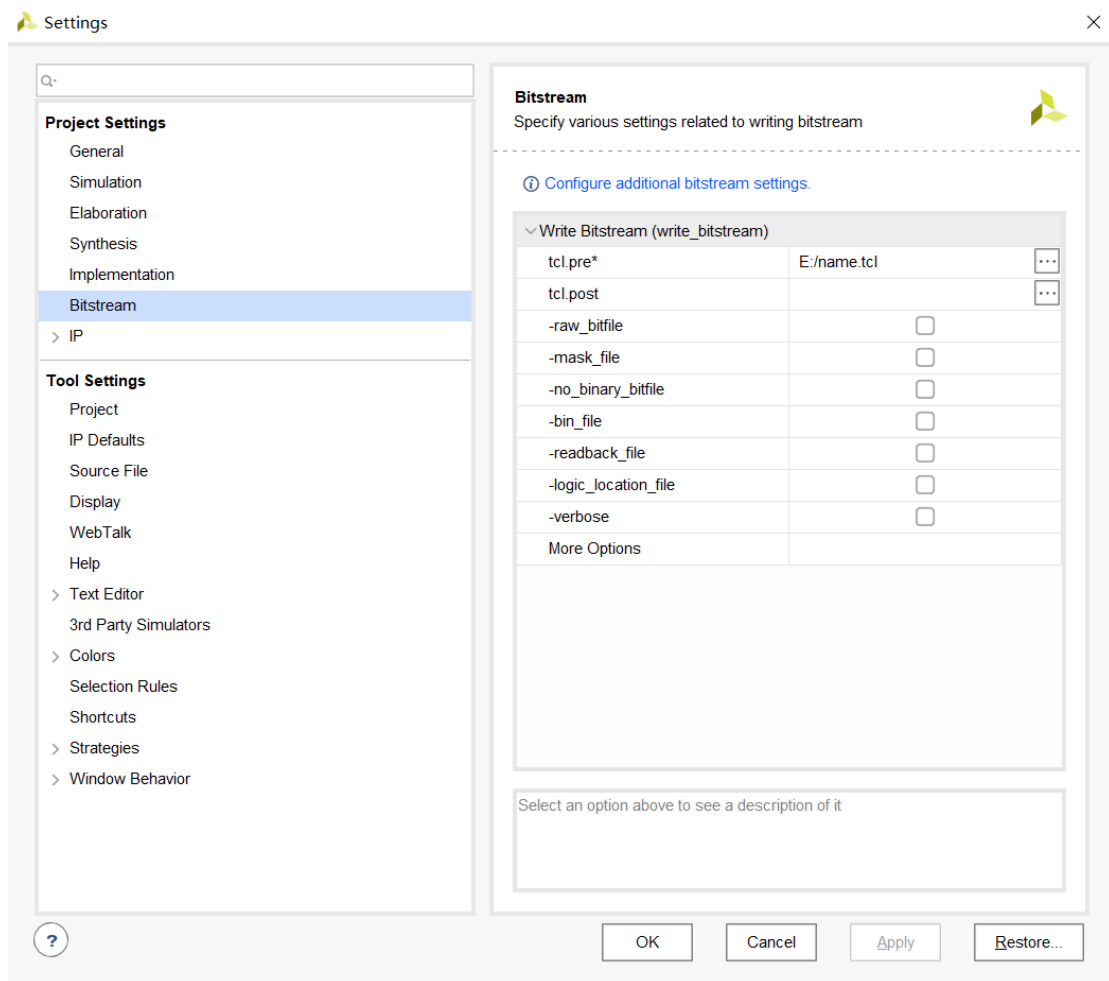 Settings
Project Settings
General
Simulation
Elaboration
Synthesis
Implementation
Bitstream
IP
Tool Settings
Project
IP Defaults
Source File
Display
WebTalk
Help
Text Editor
3rd Party Simulators
Colors
Selection Rules
Shortcuts
Strategies
Window Behavior
Bitstream
Specify various settings related to writing bitstream
Configure additional bitstream settings.
Write Bitstream (write_bitstream)
tcl.pre* E:/name.tcl ...
tcl.post ...
-raw_bitfile
-mask_file
-no_binary_bitfile
-bin_file
-readback_file
-logic_location_file
-verbose
More Options
Select an option above to see a description of it
? OK Cancel Apply Restore...